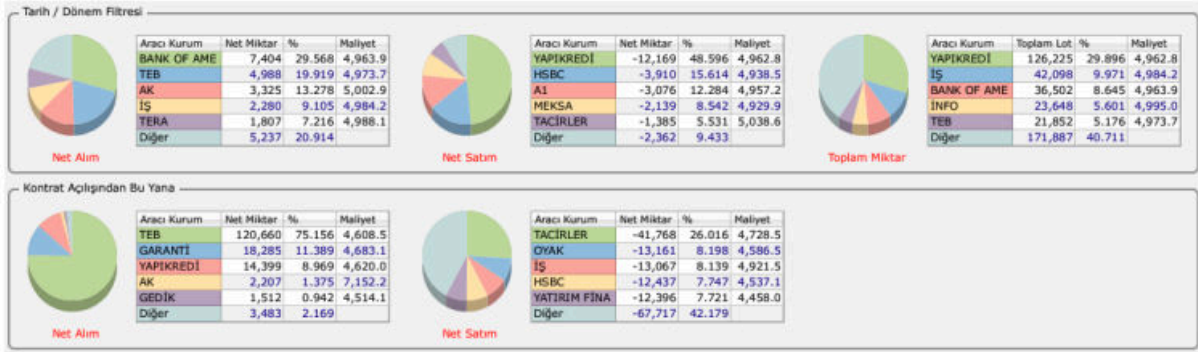 Tarih / Dönem Filtresi
Aracı Kurum Net Miktar % Maliyet
BANK OF AME 7,404 29.568 4,963.9
TEB 4,988 19.919 4,973.7
AK 3,325 13.278 5,002.9
İŞ 2,280 9.105 4,984.2
TERA 1,807 7.216 4,988.1
Diğer 5,237 20.914
Net Alım
Aracı Kurum Net Miktar % Maliyet
YAPIKREDİ -12,169 48.596 4,962.8
HSBC -3,910 15.614 4,938.5
A1 -3,076 12.284 4,957.2
MEKSA -2,139 8.542 4,929.9
TACİRLER -1,385 5.531 5,038.6
Diğer -2,362 9.433
Net Satım
Aracı Kurum Toplam Lot % Maliyet
YAPIKREDİ 126,225 29.896 4,962.8
İŞ 42,098 9.971 4,984.2
BANK OF AME 36,502 8.645 4,963.9
İNFO 23,648 5.601 4,995.0
TEB 21,852 5.176 4,973.7
Diğer 171,887 40.711
Toplam Miktar
Kontrat Açılışından Bu Yana
Aracı Kurum Net Miktar % Maliyet
TEB 120,660 75.156 4,608.5
GARANTİ 18,285 11.389 4,683.1
YAPIKREDİ 14,399 8.969 4,620.0
AK 2,207 1.375 7,152.2
GEDİK 1,512 0.942 4,514.1
Diğer 3,483 2.169
Net Alım
Aracı Kurum Net Miktar % Maliyet
TACİRLER -41,768 26.016 4,728.5
OYAK -13,161 8.198 4,586.5
İŞ -13,067 8.139 4,921.5
HSBC -12,437 7.747 4,537.1
YATIRIM FİNA -12,396 7.721 4,458.0
Diğer -67,717 42.179
Net Satım